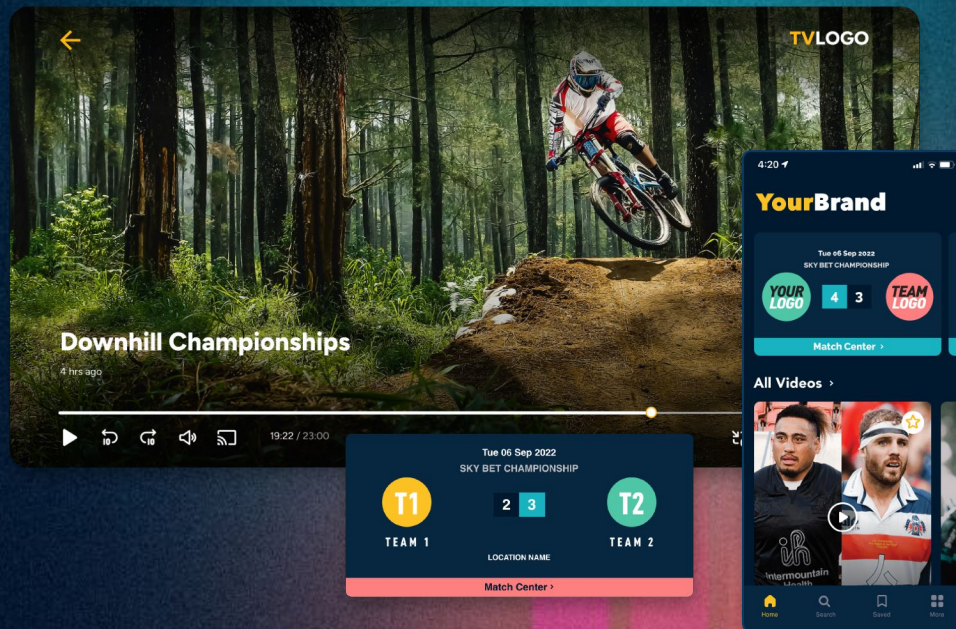 TVLOGO
Downhill Championships
4 hrs ago
10
10
19:22 / 23:00
Tue 06 Sep 2022
SKY BET CHAMPIONSHIP
T1
2 3
T2
TEAM 1
TEAM 2
LOCATION NAME
Match Center ›
4:20
YourBrand
Tue 06 Sep 2022
SKY BET CHAMPIONSHIP
YOUR
LOGO
4 3
TEAM
LOGO
Match Center ›
All Videos ›
Intermountain
Health
Home
Search
Saved
More